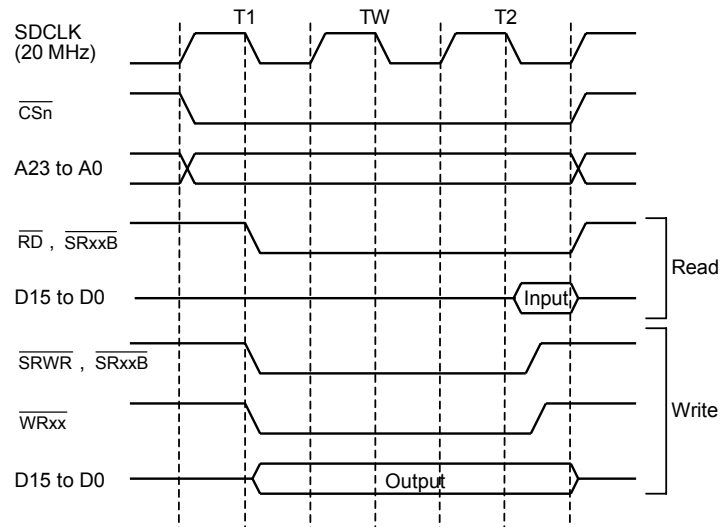 T1 TW T2
SDCLK
(20 MHz)
CSn
A23 to A0
RD , SRxxB
Read
D15 to D0 Input
SRWR , SRxxB
Write
WRxx
D15 to D0 Output